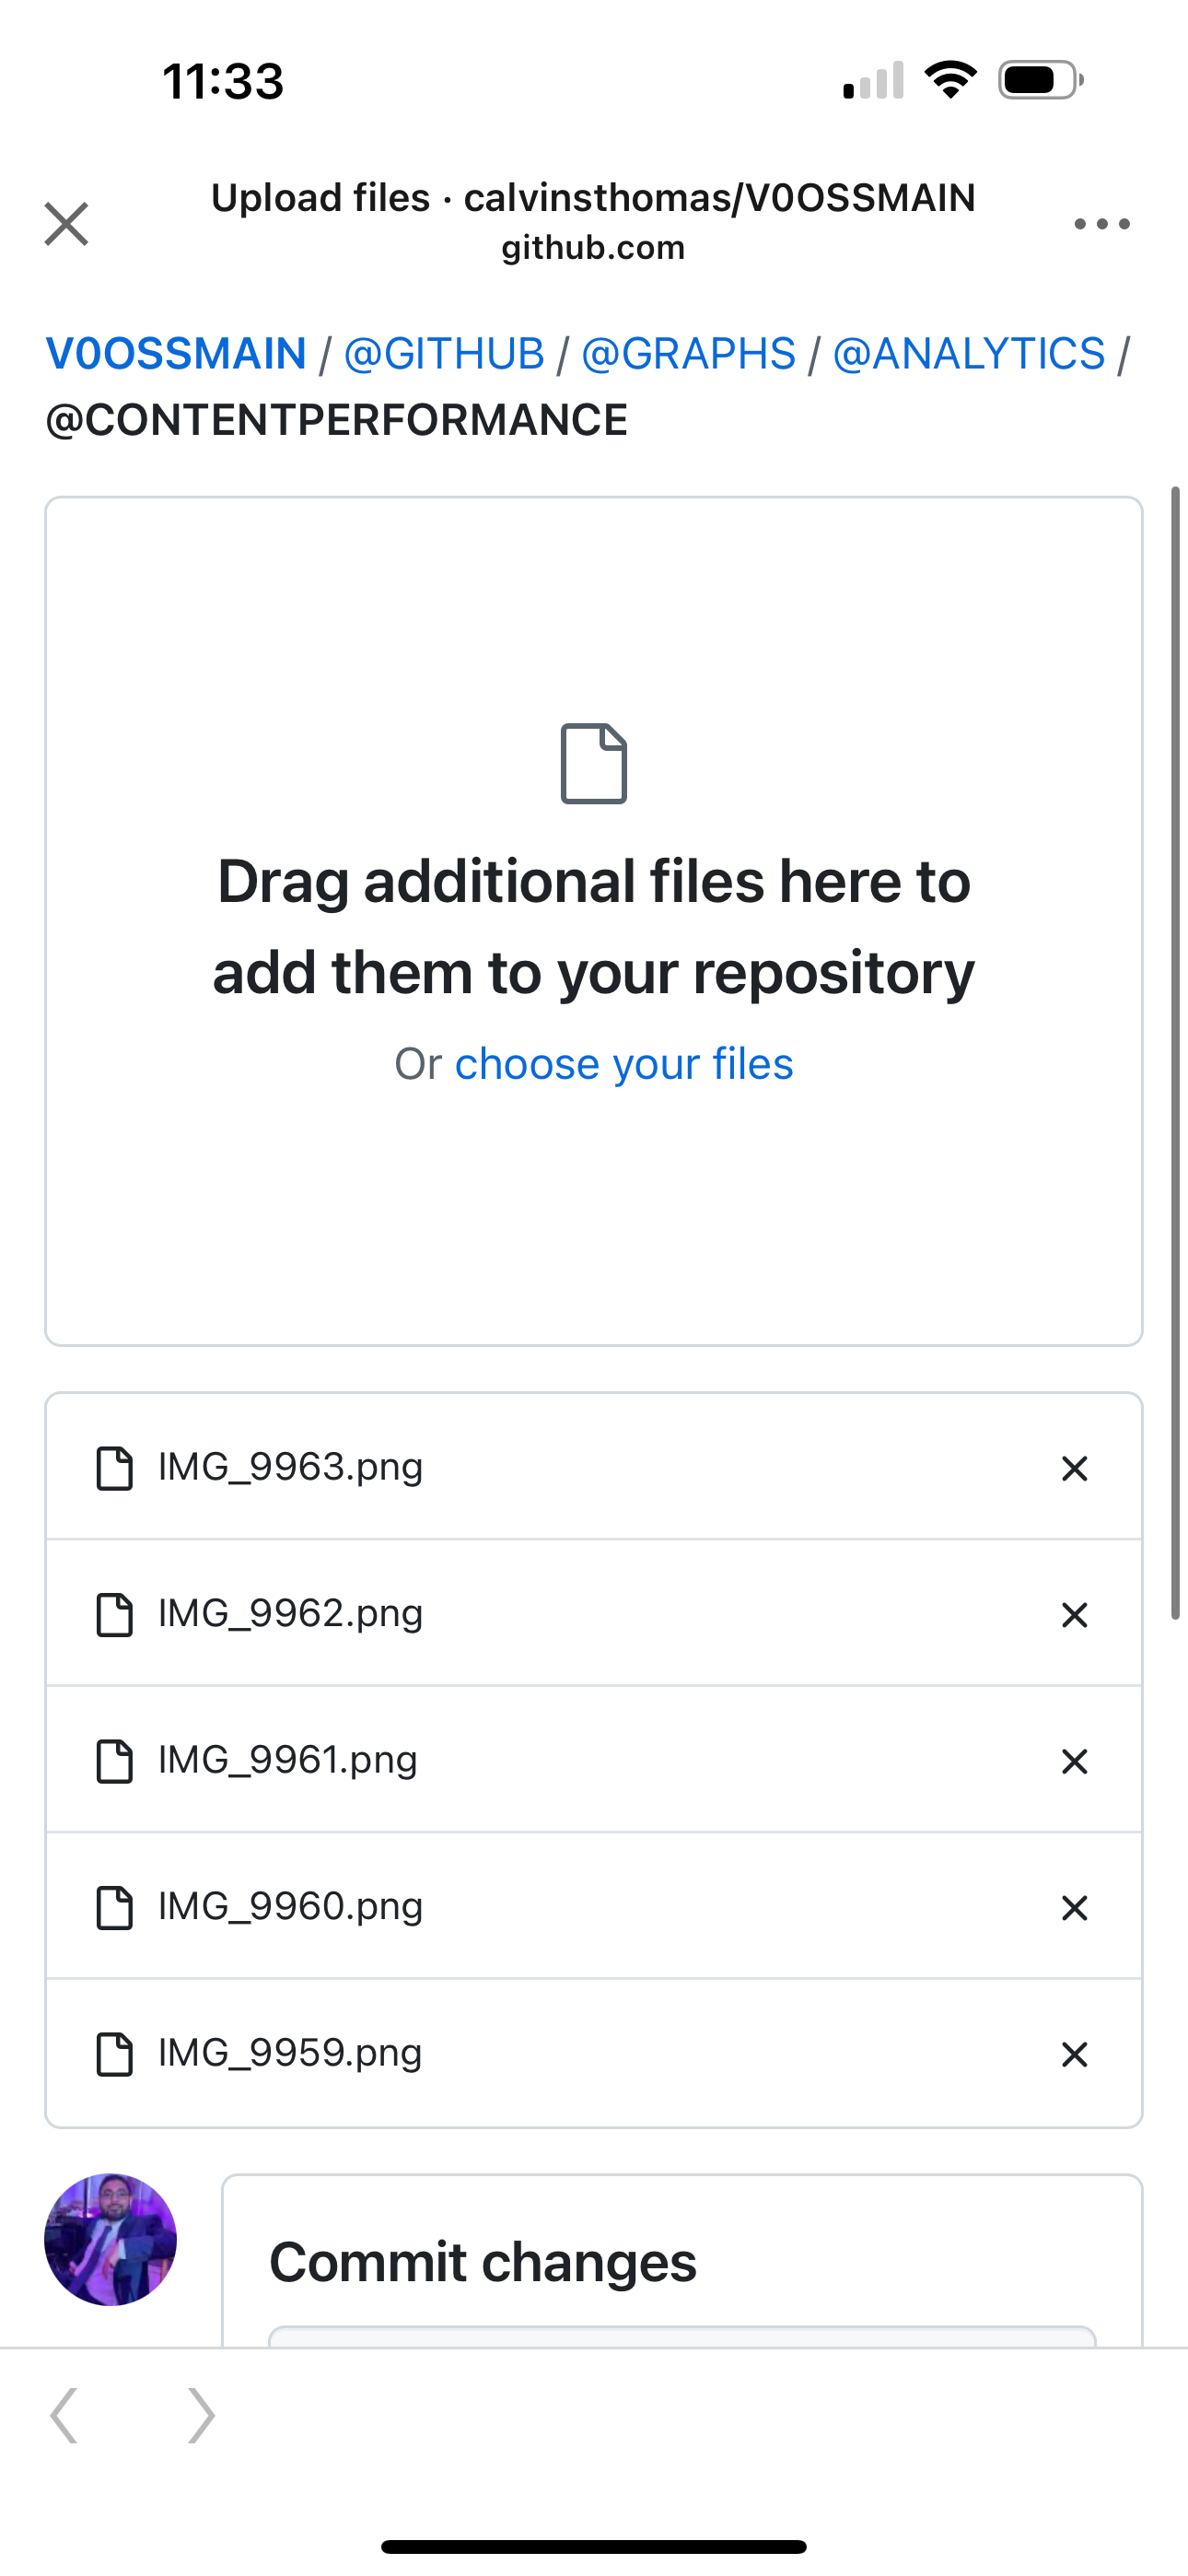 11:33
Upload files · calvinsthomas/V0OSSMAIN
github.com
V0OSSMAIN / @GITHUB / @GRAPHS / @ANALYTICS /
@CONTENTPERFORMANCE
Drag additional files here to
add them to your repository
Or choose your files
IMG_9963.png
IMG_9962.png
IMG_9961.png
IMG_9960.png
IMG_9959.png
Commit changes